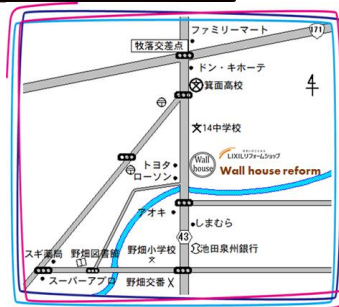 ファミリーマート
171
牧落交差点
ドン・キホーテ
箕面高校
14中学校
Wall
house
LIXILリフォームショップ
Wall house reform
トヨタ
ローソン
アオキ
しまむら
43
スギ薬局
野畑図書館
野畑小学校
池田泉州銀行
スーパーアプロ
野畑交番